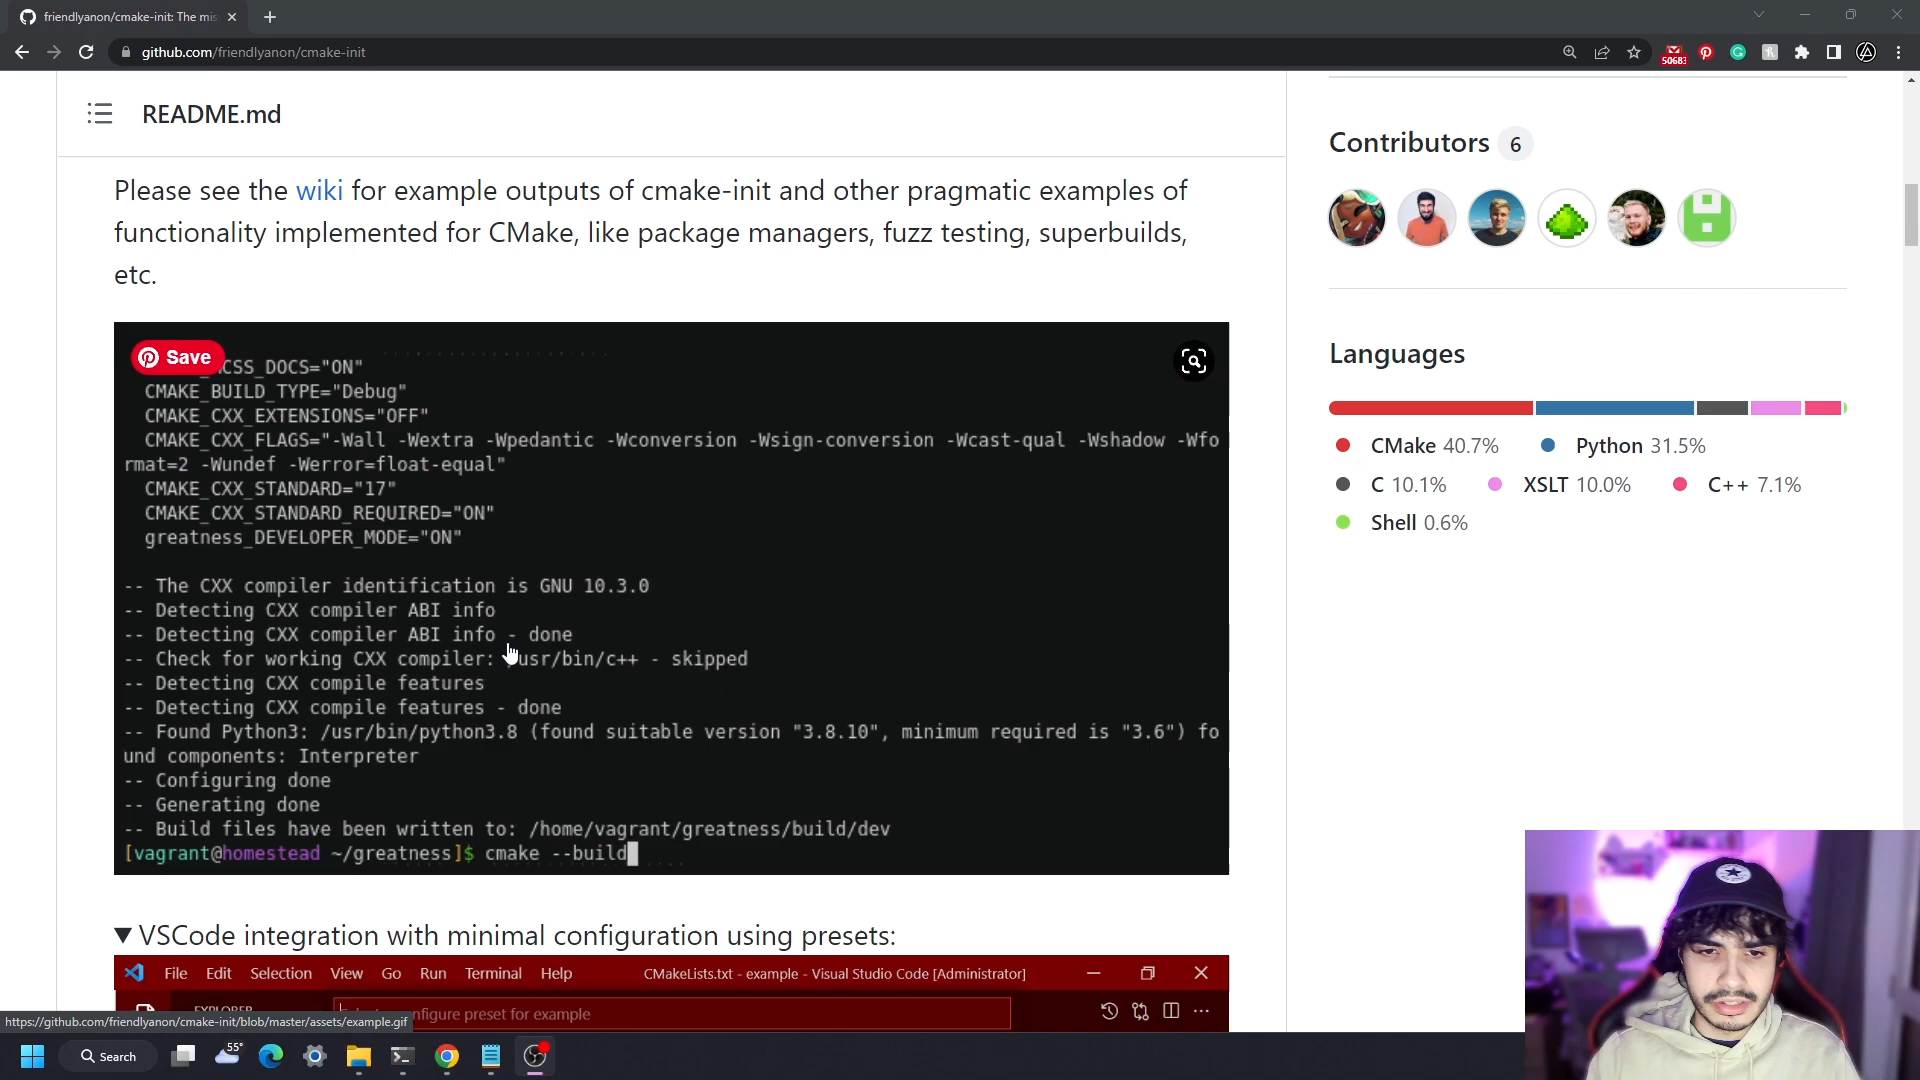 friendlyanon/cmake-init: The mis
github.com/friendlyanon/cmake-init
50683
README.md
Please see the wiki for example outputs of cmake-init and other pragmatic examples of
functionality implemented for CMake, like package managers, fuzz testing, superbuilds,
etc.
Save
CSS_DOCS="ON"
CMAKE_BUILD_TYPE="Debug"
CMAKE_CXX_EXTENSIONS="OFF"
CMAKE_CXX_FLAGS="-Wall -Wextra -Wpedantic -Wconversion -Wsign-conversion -Wcast-qual -Wshadow -Wfo
rmat=2 -Wundef -Werror=float-equal"
CMAKE_CXX_STANDARD="17"
CMAKE_CXX_STANDARD_REQUIRED="ON"
greatness_DEVELOPER_MODE="ON"
-- The CXX compiler identification is GNU 10.3.0
-- Detecting CXX compiler ABI info
-- Detecting CXX compiler ABI info - done
-- Check for working CXX compiler: /usr/bin/c++ - skipped
-- Detecting CXX compile features
-- Detecting CXX compile features - done
-- Found Python3: /usr/bin/python3.8 (found suitable version "3.8.10", minimum required is "3.6") fo
und components: Interpreter
-- Configuring done
-- Generating done
-- Build files have been written to: /home/vagrant/greatness/build/dev
[vagrant@homestead ~/greatness]$ cmake --build
▼ VSCode integration with minimal configuration using presets:
File Edit Selection View Go Run Terminal Help CMakeLists.txt - example - Visual Studio Code [Administrator]
EXPLORER
nfigure preset for example
https://github.com/friendlyanon/cmake-init/blob/master/assets/example.gif
Contributors 6
Languages
CMake 40.7% Python 31.5%
C 10.1% XSLT 10.0% C++ 7.1%
Shell 0.6%
Search
55°